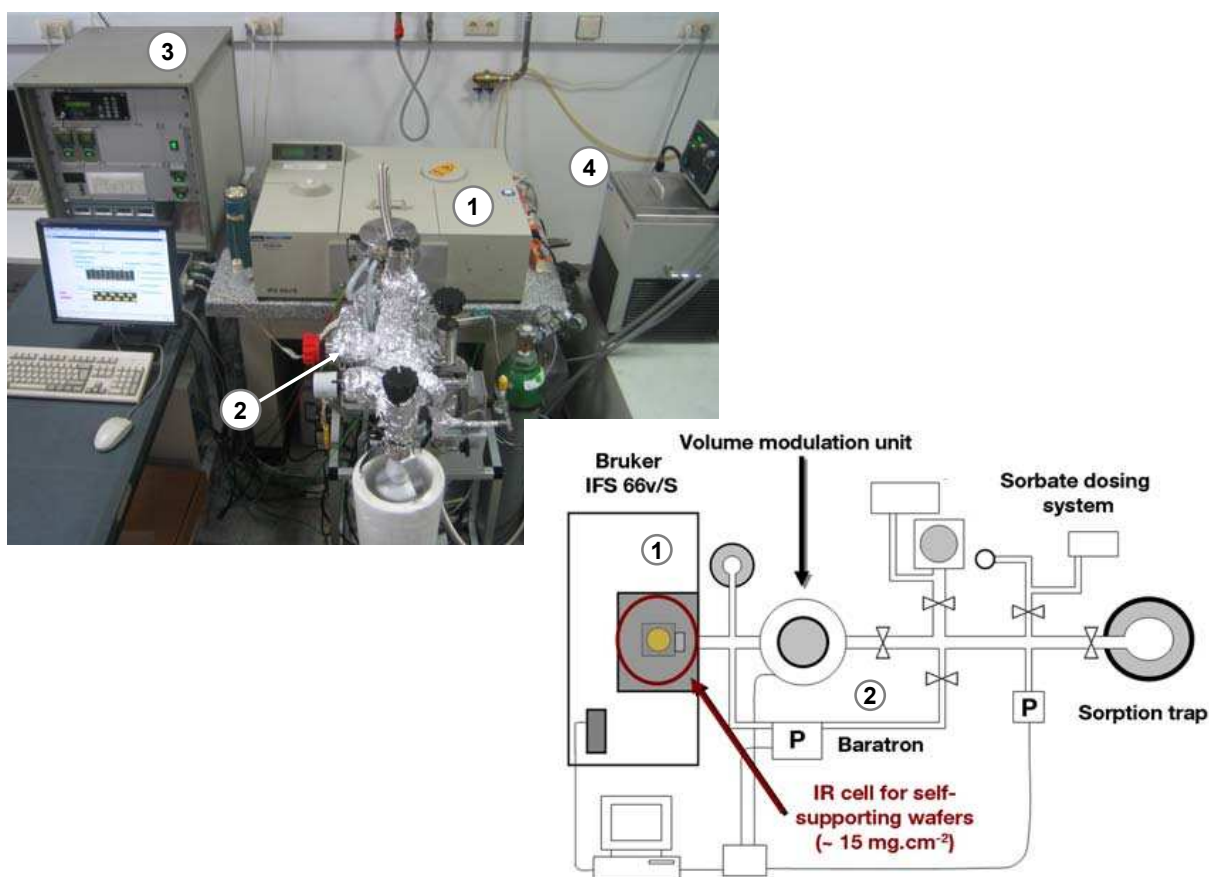 3
1
4
2
Volume modulation unit
Bruker
IFS 66v/S
Sorbate dosing
system
1
2
P
Baratron
P
Sorption trap
IR cell for self-
supporting wafers
(~ 15 mg.cm⁻²)